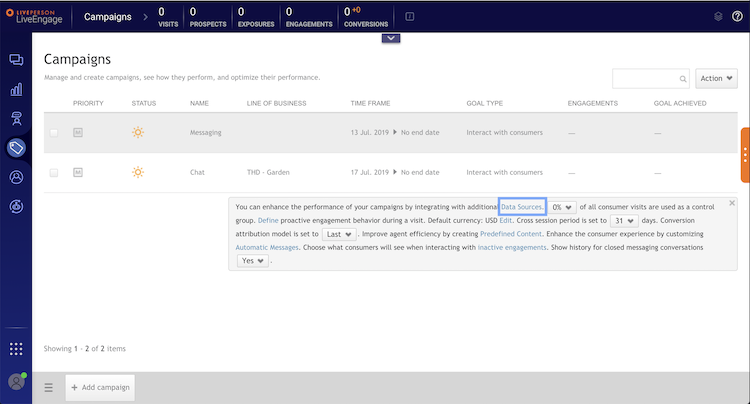 LIVEPERSON
LiveEngage
Campaigns
0 VISITS
0 PROSPECTS
0 EXPOSURES
0 ENGAGEMENTS
0 +0 CONVERSIONS
Campaigns
Manage and create campaigns, see how they perform, and optimize their performance.
Action
PRIORITY STATUS NAME LINE OF BUSINESS TIME FRAME GOAL TYPE ENGAGEMENTS GOAL ACHIEVED
Messaging 13 Jul. 2019 No end date Interact with consumers — —
Chat THD - Garden 17 Jul. 2019 No end date Interact with consumers — —
You can enhance the performance of your campaigns by integrating with additional Data Sources. 0% of all consumer visits are used as a control
group. Define proactive engagement behavior during a visit. Default currency: USD Edit. Cross session period is set to 31 days. Conversion
attribution model is set to Last . Improve agent efficiency by creating Predefined Content. Enhance the consumer experience by customizing
Automatic Messages. Choose what consumers will see when interacting with inactive engagements. Show history for closed messaging conversations
Yes .
Showing 1 - 2 of 2 items
+ Add campaign